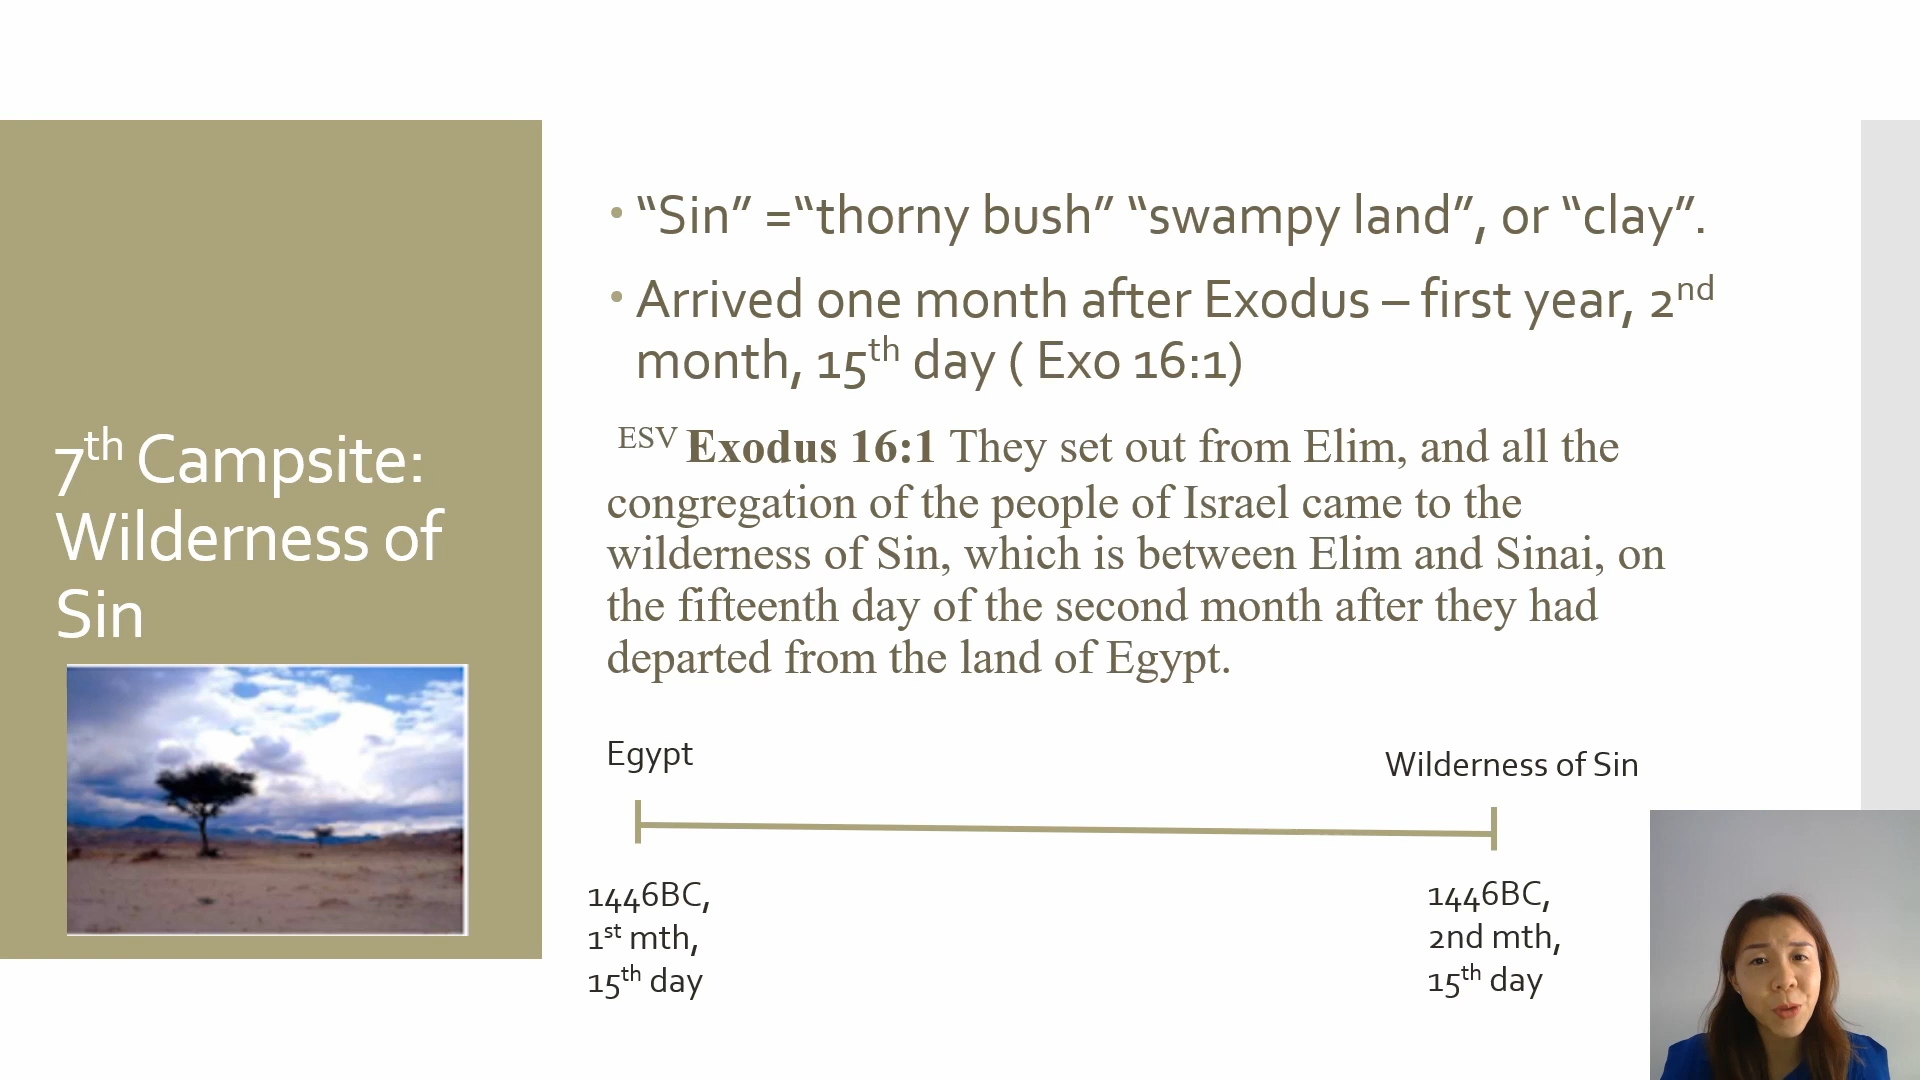 7th Campsite:
Wilderness of
Sin
• “Sin” =“thorny bush” “swampy land”, or “clay”.
• Arrived one month after Exodus – first year, 2nd
month, 15th day ( Exo 16:1)
ESV Exodus 16:1 They set out from Elim, and all the
congregation of the people of Israel came to the
wilderness of Sin, which is between Elim and Sinai, on
the fifteenth day of the second month after they had
departed from the land of Egypt.
Egypt
Wilderness of Sin
1446BC,
1st mth,
15th day
1446BC,
2nd mth,
15th day